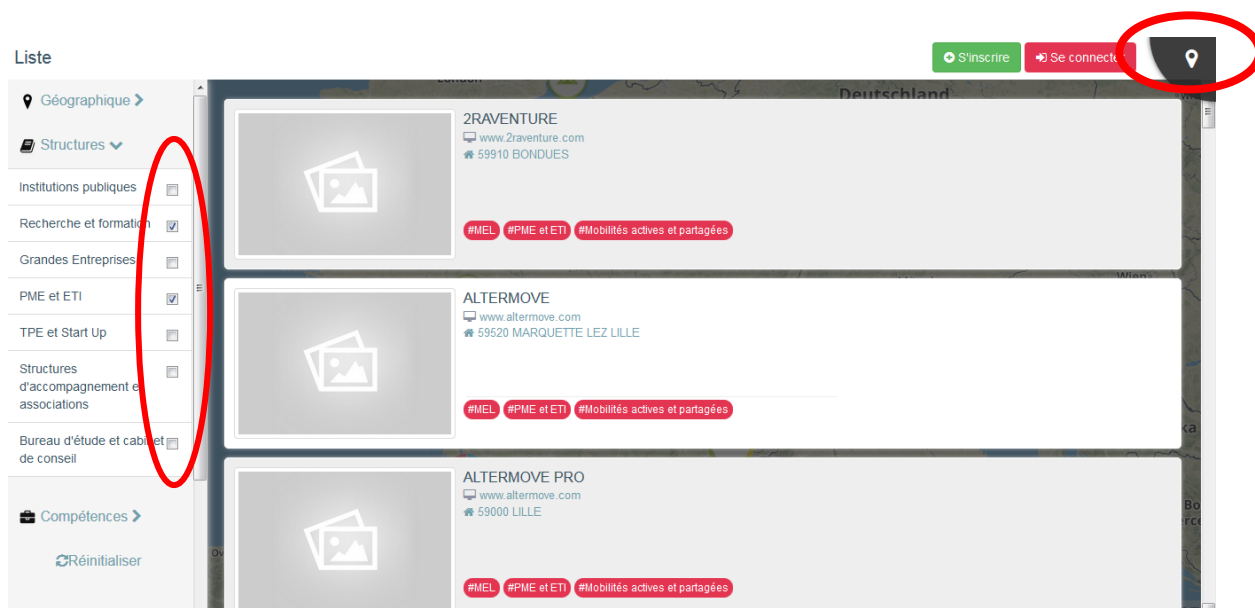 Liste
S'inscrire
Se connecter
Géographique
Structures
Institutions publiques
Recherche et formation
Grandes Entreprises
PME et ETI
TPE et Start Up
Structures
d'accompagnement et
associations
Bureau d'étude et cabinet
de conseil
Compétences
Réinitialiser
London
Deutschland
2RAVENTURE
www.2raventure.com
59910 BONDUES
#MEL #PME et ETI #Mobilités actives et partagées
Wien
ALTERMOVE
www.altermove.com
59520 MARQUETTE LEZ LILLE
#MEL #PME et ETI #Mobilités actives et partagées
ALTERMOVE PRO
www.altermove.com
59000 LILLE
#MEL #PME et ETI #Mobilités actives et partagées